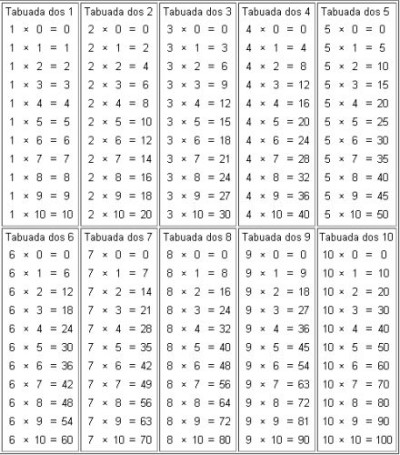 Tabuada dos 1
1 × 0 = 0
1 × 1 = 1
1 × 2 = 2
1 × 3 = 3
1 × 4 = 4
1 × 5 = 5
1 × 6 = 6
1 × 7 = 7
1 × 8 = 8
1 × 9 = 9
1 × 10 = 10
Tabuada dos 2
2 × 0 = 0
2 × 1 = 2
2 × 2 = 4
2 × 3 = 6
2 × 4 = 8
2 × 5 = 10
2 × 6 = 12
2 × 7 = 14
2 × 8 = 16
2 × 9 = 18
2 × 10 = 20
Tabuada dos 3
3 × 0 = 0
3 × 1 = 3
3 × 2 = 6
3 × 3 = 9
3 × 4 = 12
3 × 5 = 15
3 × 6 = 18
3 × 7 = 21
3 × 8 = 24
3 × 9 = 27
3 × 10 = 30
Tabuada dos 4
4 × 0 = 0
4 × 1 = 4
4 × 2 = 8
4 × 3 = 12
4 × 4 = 16
4 × 5 = 20
4 × 6 = 24
4 × 7 = 28
4 × 8 = 32
4 × 9 = 36
4 × 10 = 40
Tabuada dos 5
5 × 0 = 0
5 × 1 = 5
5 × 2 = 10
5 × 3 = 15
5 × 4 = 20
5 × 5 = 25
5 × 6 = 30
5 × 7 = 35
5 × 8 = 40
5 × 9 = 45
5 × 10 = 50
Tabuada dos 6
6 × 0 = 0
6 × 1 = 6
6 × 2 = 12
6 × 3 = 18
6 × 4 = 24
6 × 5 = 30
6 × 6 = 36
6 × 7 = 42
6 × 8 = 48
6 × 9 = 54
6 × 10 = 60
Tabuada dos 7
7 × 0 = 0
7 × 1 = 7
7 × 2 = 14
7 × 3 = 21
7 × 4 = 28
7 × 5 = 35
7 × 6 = 42
7 × 7 = 49
7 × 8 = 56
7 × 9 = 63
7 × 10 = 70
Tabuada dos 8
8 × 0 = 0
8 × 1 = 8
8 × 2 = 16
8 × 3 = 24
8 × 4 = 32
8 × 5 = 40
8 × 6 = 48
8 × 7 = 56
8 × 8 = 64
8 × 9 = 72
8 × 10 = 80
Tabuada dos 9
9 × 0 = 0
9 × 1 = 9
9 × 2 = 18
9 × 3 = 27
9 × 4 = 36
9 × 5 = 45
9 × 6 = 54
9 × 7 = 63
9 × 8 = 72
9 × 9 = 81
9 × 10 = 90
Tabuada dos 10
10 × 0 = 0
10 × 1 = 10
10 × 2 = 20
10 × 3 = 30
10 × 4 = 40
10 × 5 = 50
10 × 6 = 60
10 × 7 = 70
10 × 8 = 80
10 × 9 = 90
10 × 10 = 100